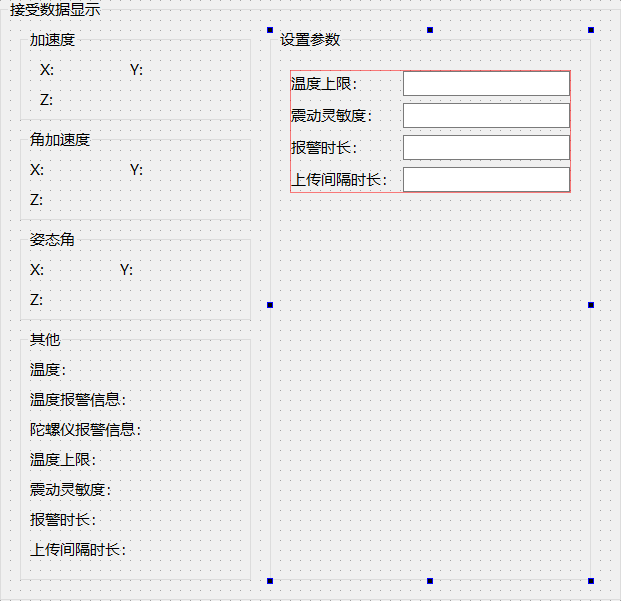 接受数据显示
加速度
X: Y:
Z:
角加速度
X: Y:
Z:
姿态角
X: Y:
Z:
其他
温度：
温度报警信息：
陀螺仪报警信息：
温度上限：
震动灵敏度：
报警时长：
上传间隔时长：
设置参数
温度上限：
震动灵敏度：
报警时长：
上传间隔时长：